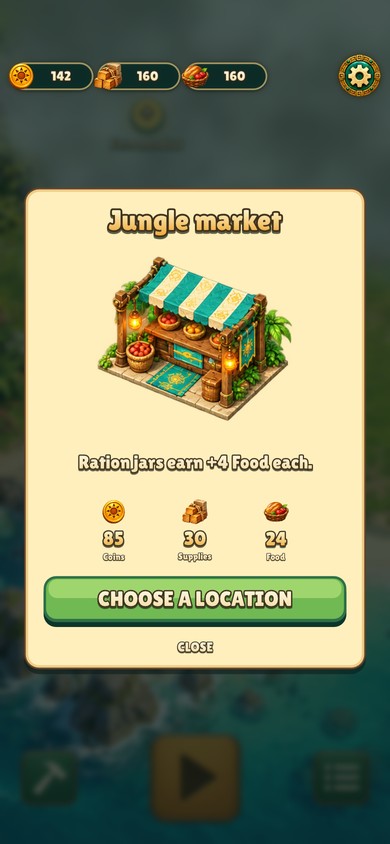 142
160
160
Jungle market
Ration jars earn +4 Food each.
85
30
24
Coins
Supplies
Food
CHOOSE A LOCATION
CLOSE